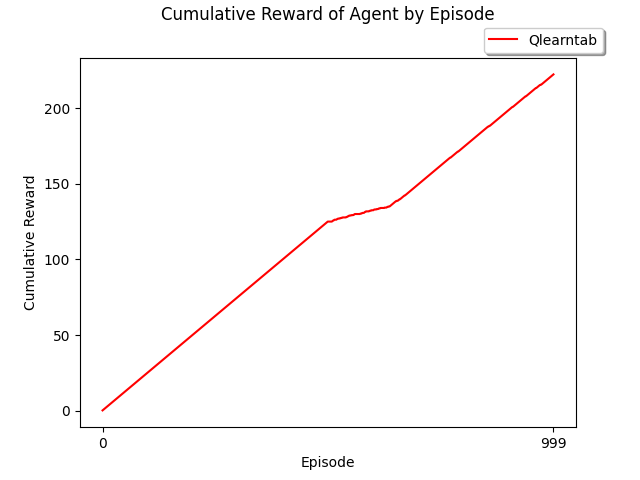 Cumulative Reward of Agent by Episode
Qlearntab
200
150
100
50
0
Cumulative Reward
0 999
Episode